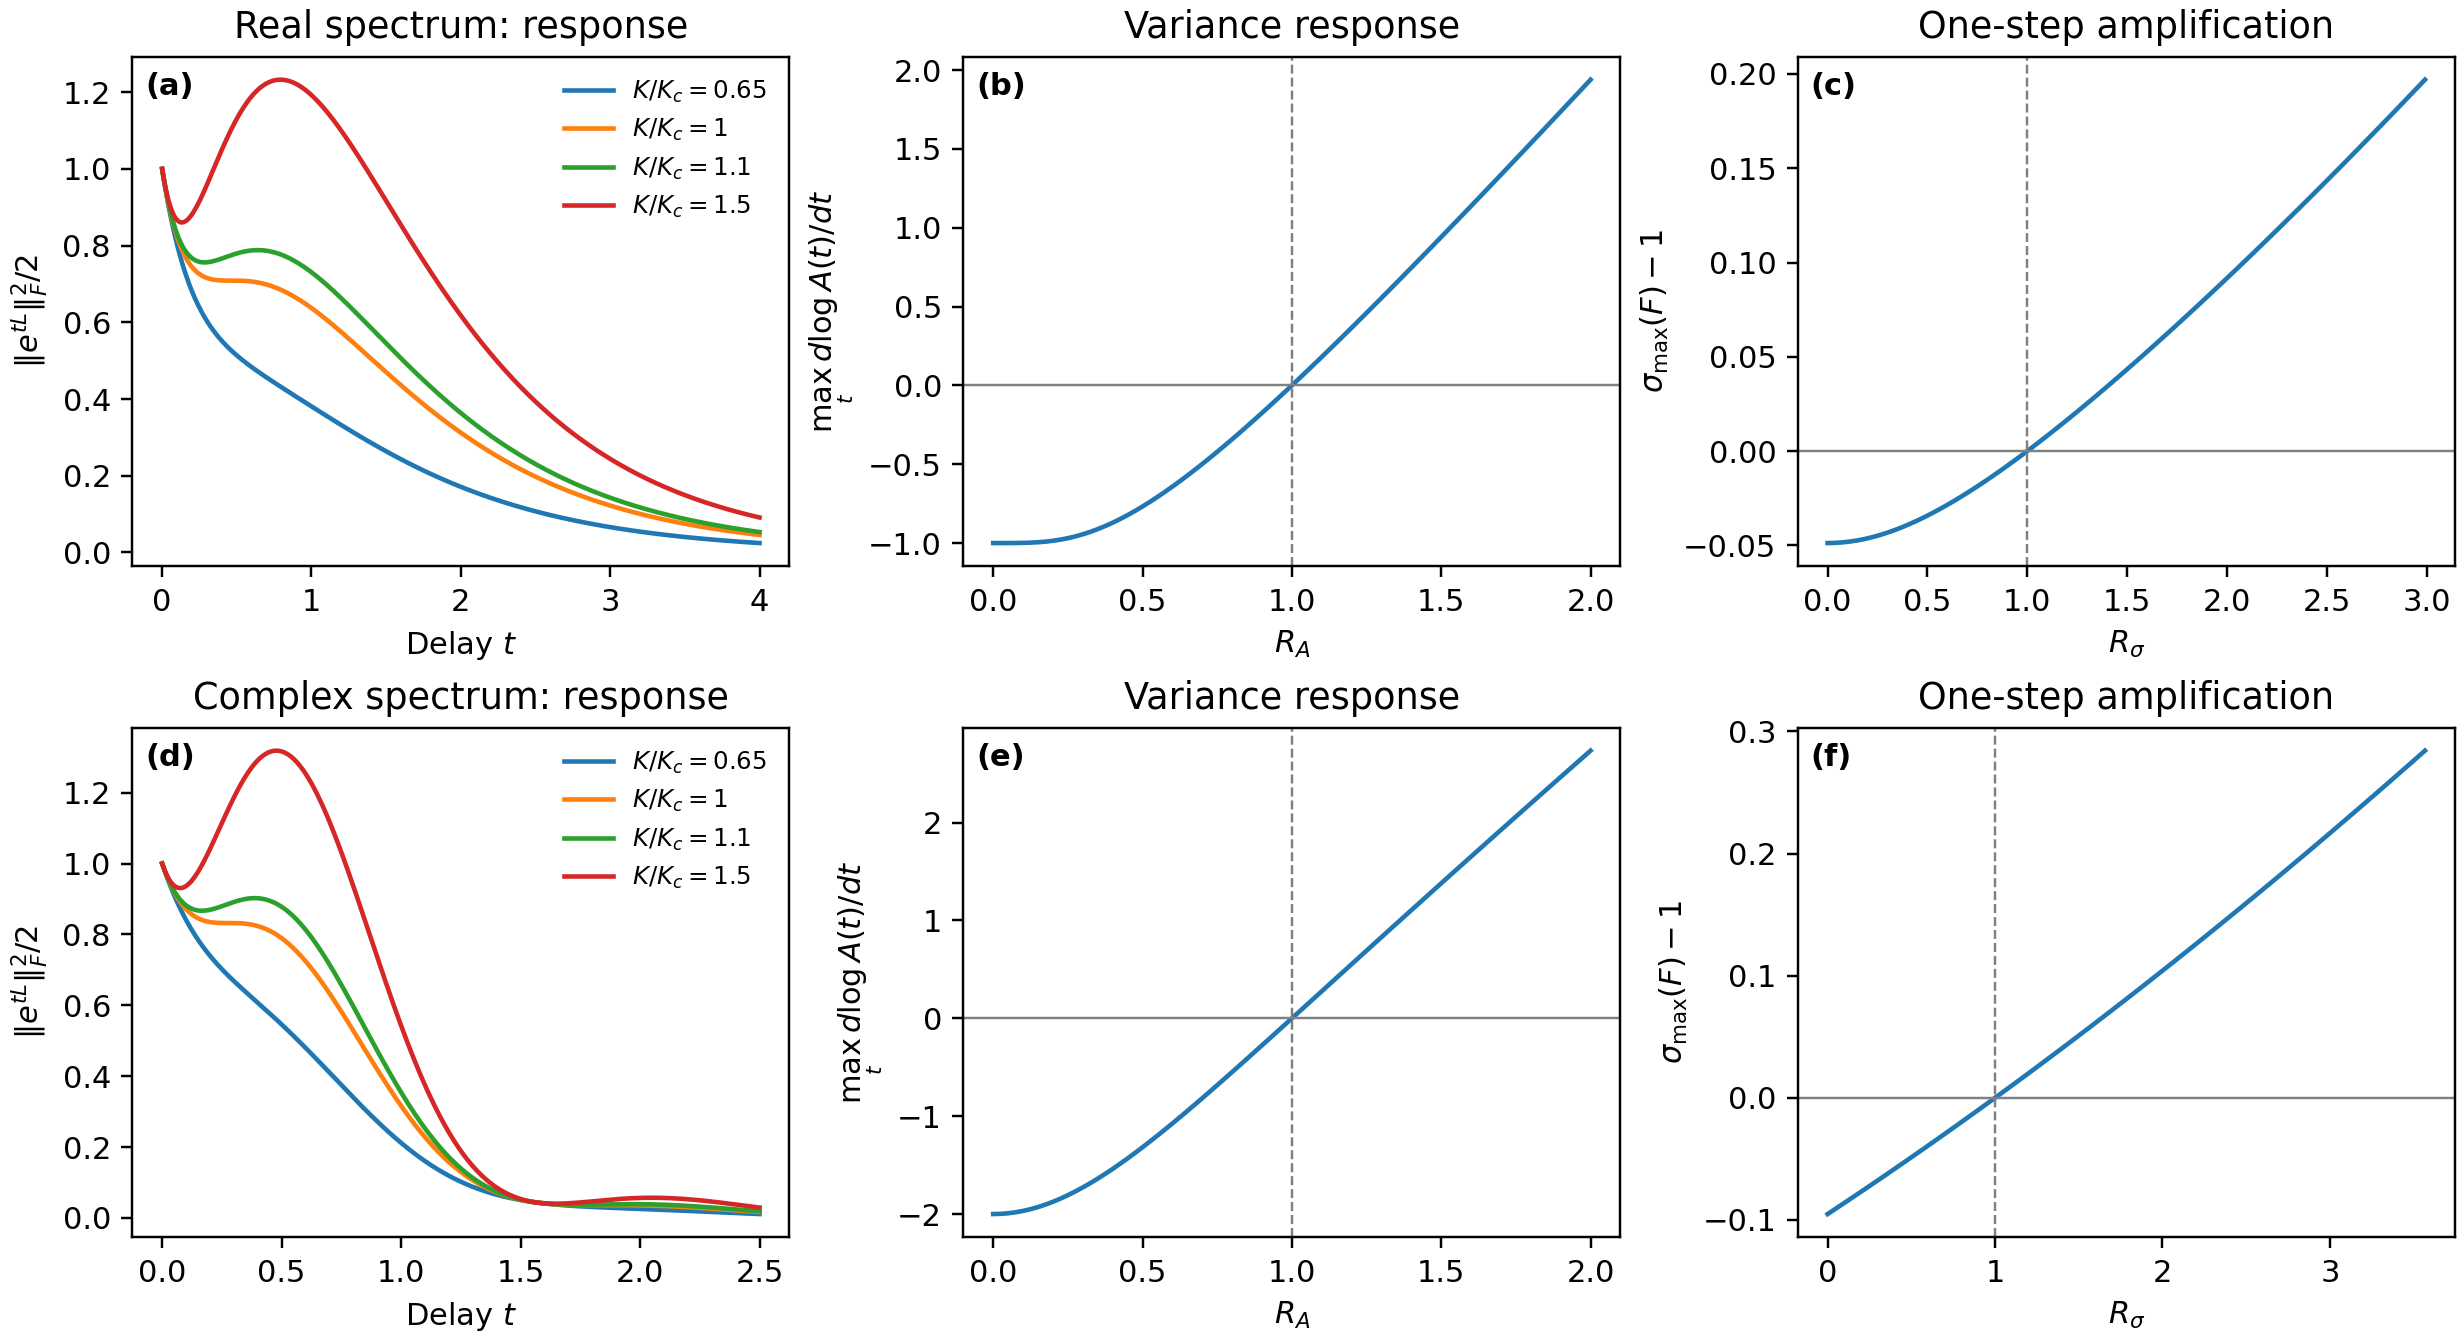 Real spectrum: response
(a)
K/K_c = 0.65
K/K_c = 1
K/K_c = 1.1
K/K_c = 1.5
‖e^{tL}‖_F^2/2
1.2
1.0
0.8
0.6
0.4
0.2
0.0
0 1 2 3 4
Delay t
Variance response
(b)
max_t d log A(t)/dt
2.0
1.5
1.0
0.5
0.0
−0.5
−1.0
0.0 0.5 1.0 1.5 2.0
R_A
One-step amplification
(c)
σ_max(F) − 1
0.20
0.15
0.10
0.05
0.00
−0.05
0.0 0.5 1.0 1.5 2.0 2.5 3.0
R_σ
Complex spectrum: response
(d)
K/K_c = 0.65
K/K_c = 1
K/K_c = 1.1
K/K_c = 1.5
‖e^{tL}‖_F^2/2
1.2
1.0
0.8
0.6
0.4
0.2
0.0
0.0 0.5 1.0 1.5 2.0 2.5
Delay t
Variance response
(e)
max_t d log A(t)/dt
2
1
0
−1
−2
0.0 0.5 1.0 1.5 2.0
R_A
One-step amplification
(f)
σ_max(F) − 1
0.3
0.2
0.1
0.0
−0.1
0 1 2 3
R_σ